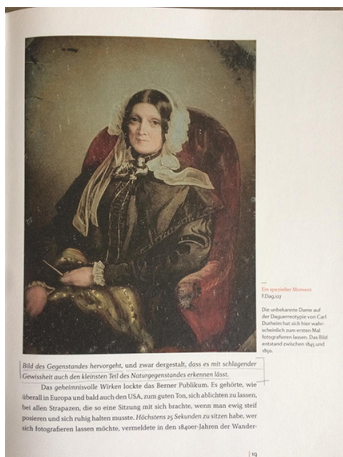 Ein spezieller Moment
f.Dag.107
Die unbekannte Dame auf
der Daguerreotypie von Carl
Durheim hat sich hier wahr-
scheinlich zum ersten Mal
fotografieren lassen. Das Bild
entstand zwischen 1845 und
1850.
Bild des Gegenstandes hervorgeht, und zwar dergestalt, dass es mit schlagender
Gewissheit auch den kleinsten Teil des Naturgegenstandes erkennen lässt.
Das geheimnisvolle Wirken lockte das Berner Publikum. Es gehörte, wie
überall in Europa und bald auch den USA, zum guten Ton, sich ablichten zu lassen,
bei allen Strapazen, die so eine Sitzung mit sich brachte, wenn man ewig steif
posieren und sich ruhig halten musste. Höchstens 25 Sekunden zu sitzen habe, wer
sich fotografieren lassen möchte, vermeldete in den 1840er-Jahren der Wander-
19